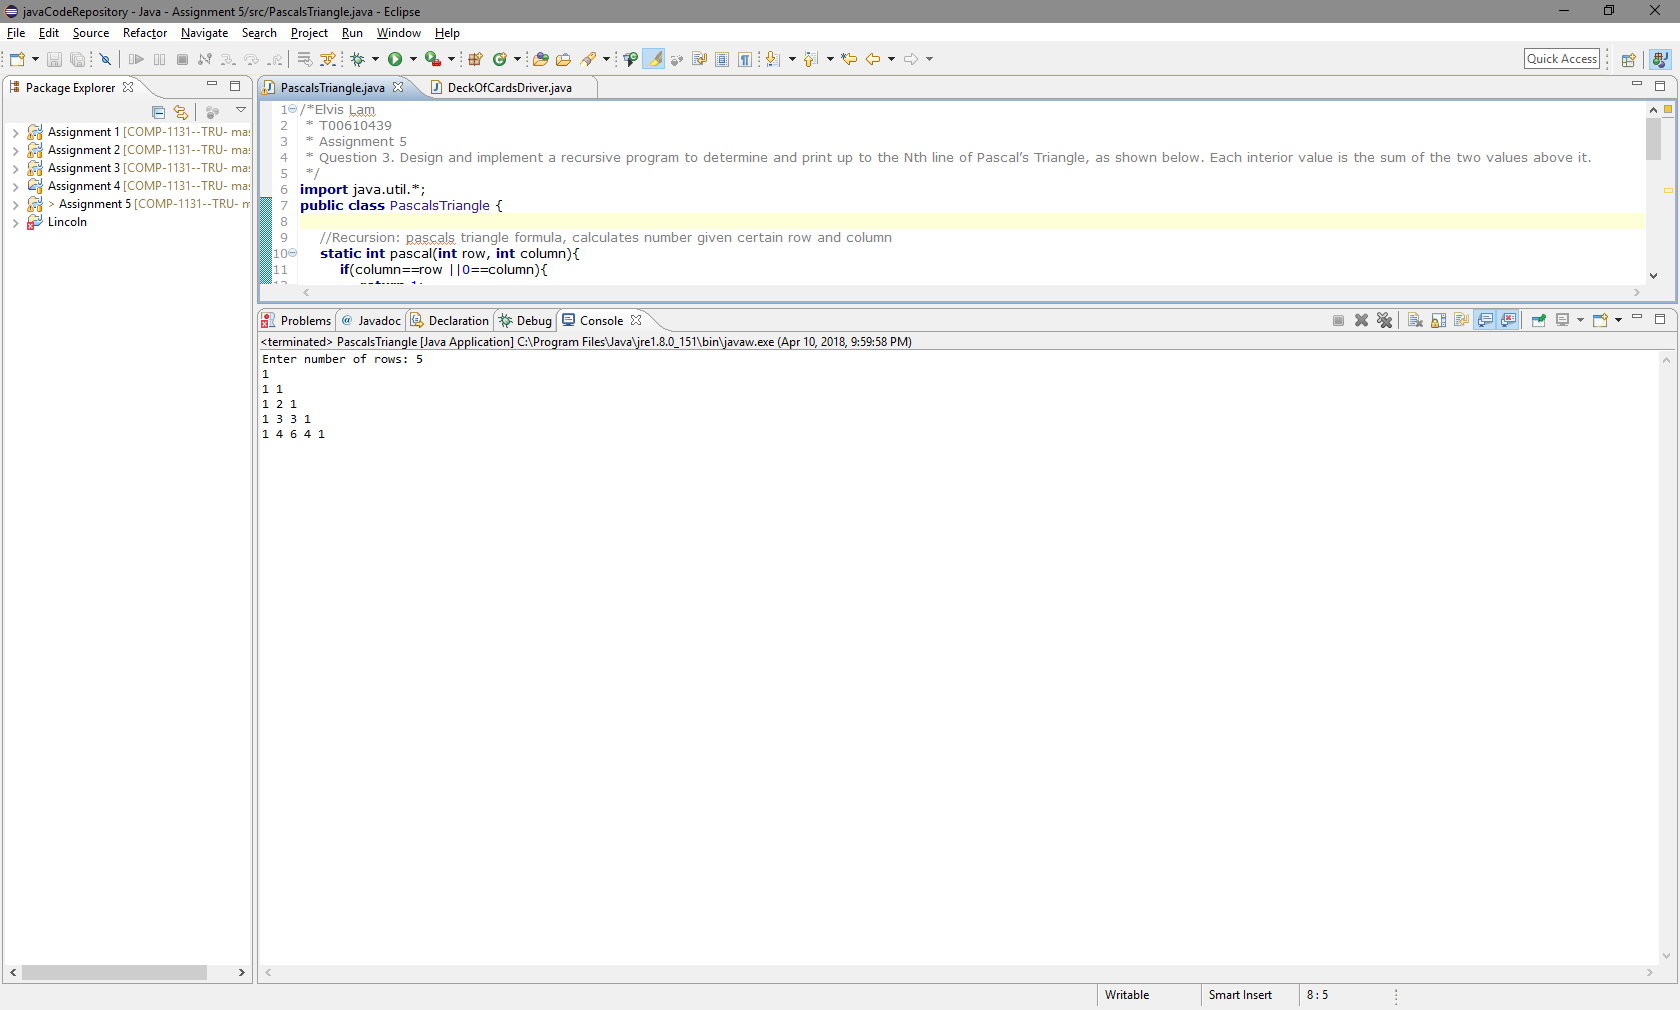 javaCodeRepository - Java - Assignment 5/src/PascalsTriangle.java - Eclipse
File Edit Source Refactor Navigate Search Project Run Window Help
Quick Access
Package Explorer
PascalsTriangle.java
DeckOfCardsDriver.java
Assignment 1 [COMP-1131--TRU- mas
Assignment 2 [COMP-1131--TRU- mas
Assignment 3 [COMP-1131--TRU- mas
Assignment 4 [COMP-1131--TRU- mas
> Assignment 5 [COMP-1131--TRU- m
Lincoln
1 /*Elvis Lam
2 * T00610439
3 * Assignment 5
4 * Question 3. Design and implement a recursive program to determine and print up to the Nth line of Pascal's Triangle, as shown below. Each interior value is the sum of the two values above it.
5 */
6 import java.util.*;
7 public class PascalsTriangle {
8
9 //Recursion: pascals triangle formula, calculates number given certain row and column
10 static int pascal(int row, int column){
11 if(column==row ||0==column){
12 return 1;
Problems @ Javadoc Declaration Debug Console
<terminated> PascalsTriangle [Java Application] C:\Program Files\Java\jre1.8.0_151\bin\javaw.exe (Apr 10, 2018, 9:59:58 PM)
Enter number of rows: 5
1
1 1
1 2 1
1 3 3 1
1 4 6 4 1
Writable
Smart Insert
8 : 5